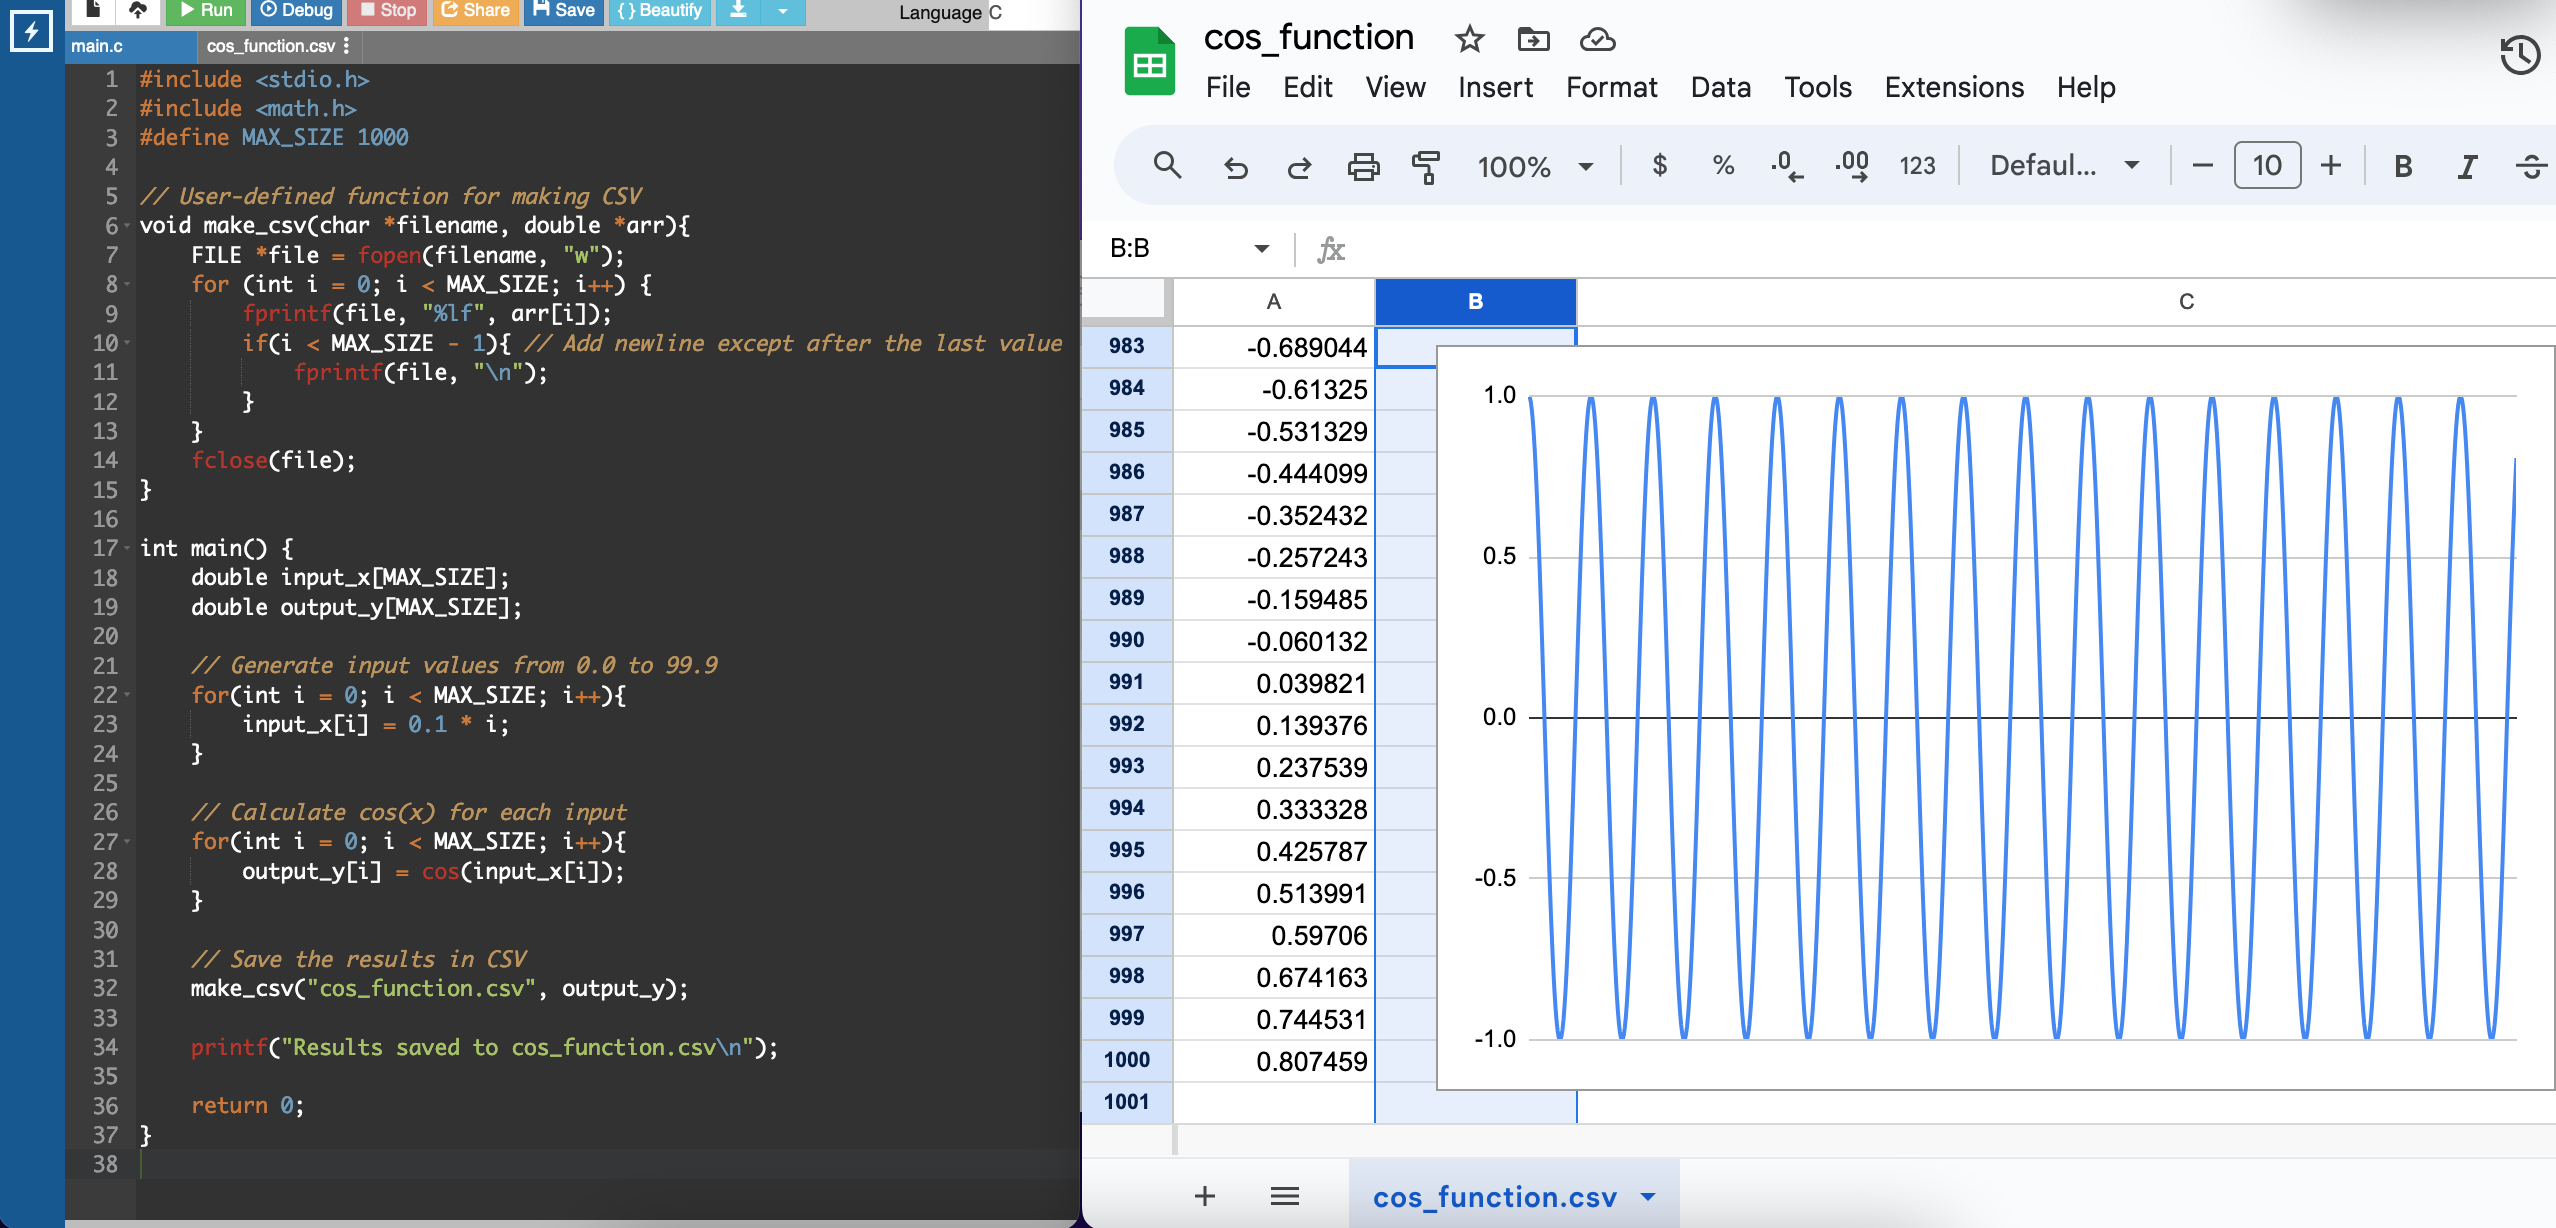 Run Debug Stop Share Save {} Beautify Language C
main.c cos_function.csv
1 #include <stdio.h>
2 #include <math.h>
3 #define MAX_SIZE 1000
4
5 // User-defined function for making CSV
6 void make_csv(char *filename, double *arr){
7 FILE *file = fopen(filename, "w");
8 for (int i = 0; i < MAX_SIZE; i++) {
9 fprintf(file, "%lf", arr[i]);
10 if(i < MAX_SIZE - 1){ // Add newline except after the last value
11 fprintf(file, "\n");
12 }
13 }
14 fclose(file);
15 }
16
17 int main() {
18 double input_x[MAX_SIZE];
19 double output_y[MAX_SIZE];
20
21 // Generate input values from 0.0 to 99.9
22 for(int i = 0; i < MAX_SIZE; i++){
23 input_x[i] = 0.1 * i;
24 }
25
26 // Calculate cos(x) for each input
27 for(int i = 0; i < MAX_SIZE; i++){
28 output_y[i] = cos(input_x[i]);
29 }
30
31 // Save the results in CSV
32 make_csv("cos_function.csv", output_y);
33
34 printf("Results saved to cos_function.csv\n");
35
36 return 0;
37 }
38
cos_function
File Edit View Insert Format Data Tools Extensions Help
100% $ % .0 .00 123 Defaul... − 10 + B I S
B:B fx
A B C
983 -0.689044
984 -0.61325
985 -0.531329
986 -0.444099
987 -0.352432
988 -0.257243
989 -0.159485
990 -0.060132
991 0.039821
992 0.139376
993 0.237539
994 0.333328
995 0.425787
996 0.513991
997 0.59706
998 0.674163
999 0.744531
1000 0.807459
1001
1.0
0.5
0.0
-0.5
-1.0
+ cos_function.csv